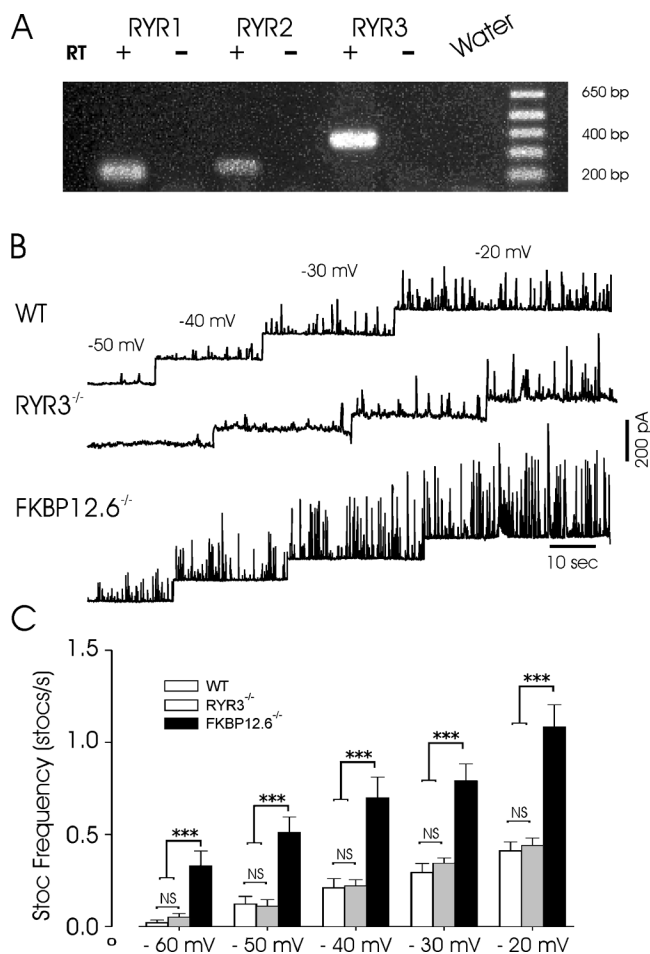 A
RYR1 RYR2 RYR3 Water
RT + - + - + -
650 bp
400 bp
200 bp
B
-20 mV
-30 mV
-40 mV
-50 mV
WT
RYR3-/-
FKBP12.6-/-
200 pA
10 sec
C
Stoc Frequency (stocs/s)
1.5
1.0
0.5
0.0
0
WT
RYR3-/-
FKBP12.6-/-
*** *** *** *** ***
NS NS NS NS NS
- 60 mV - 50 mV - 40 mV - 30 mV - 20 mV